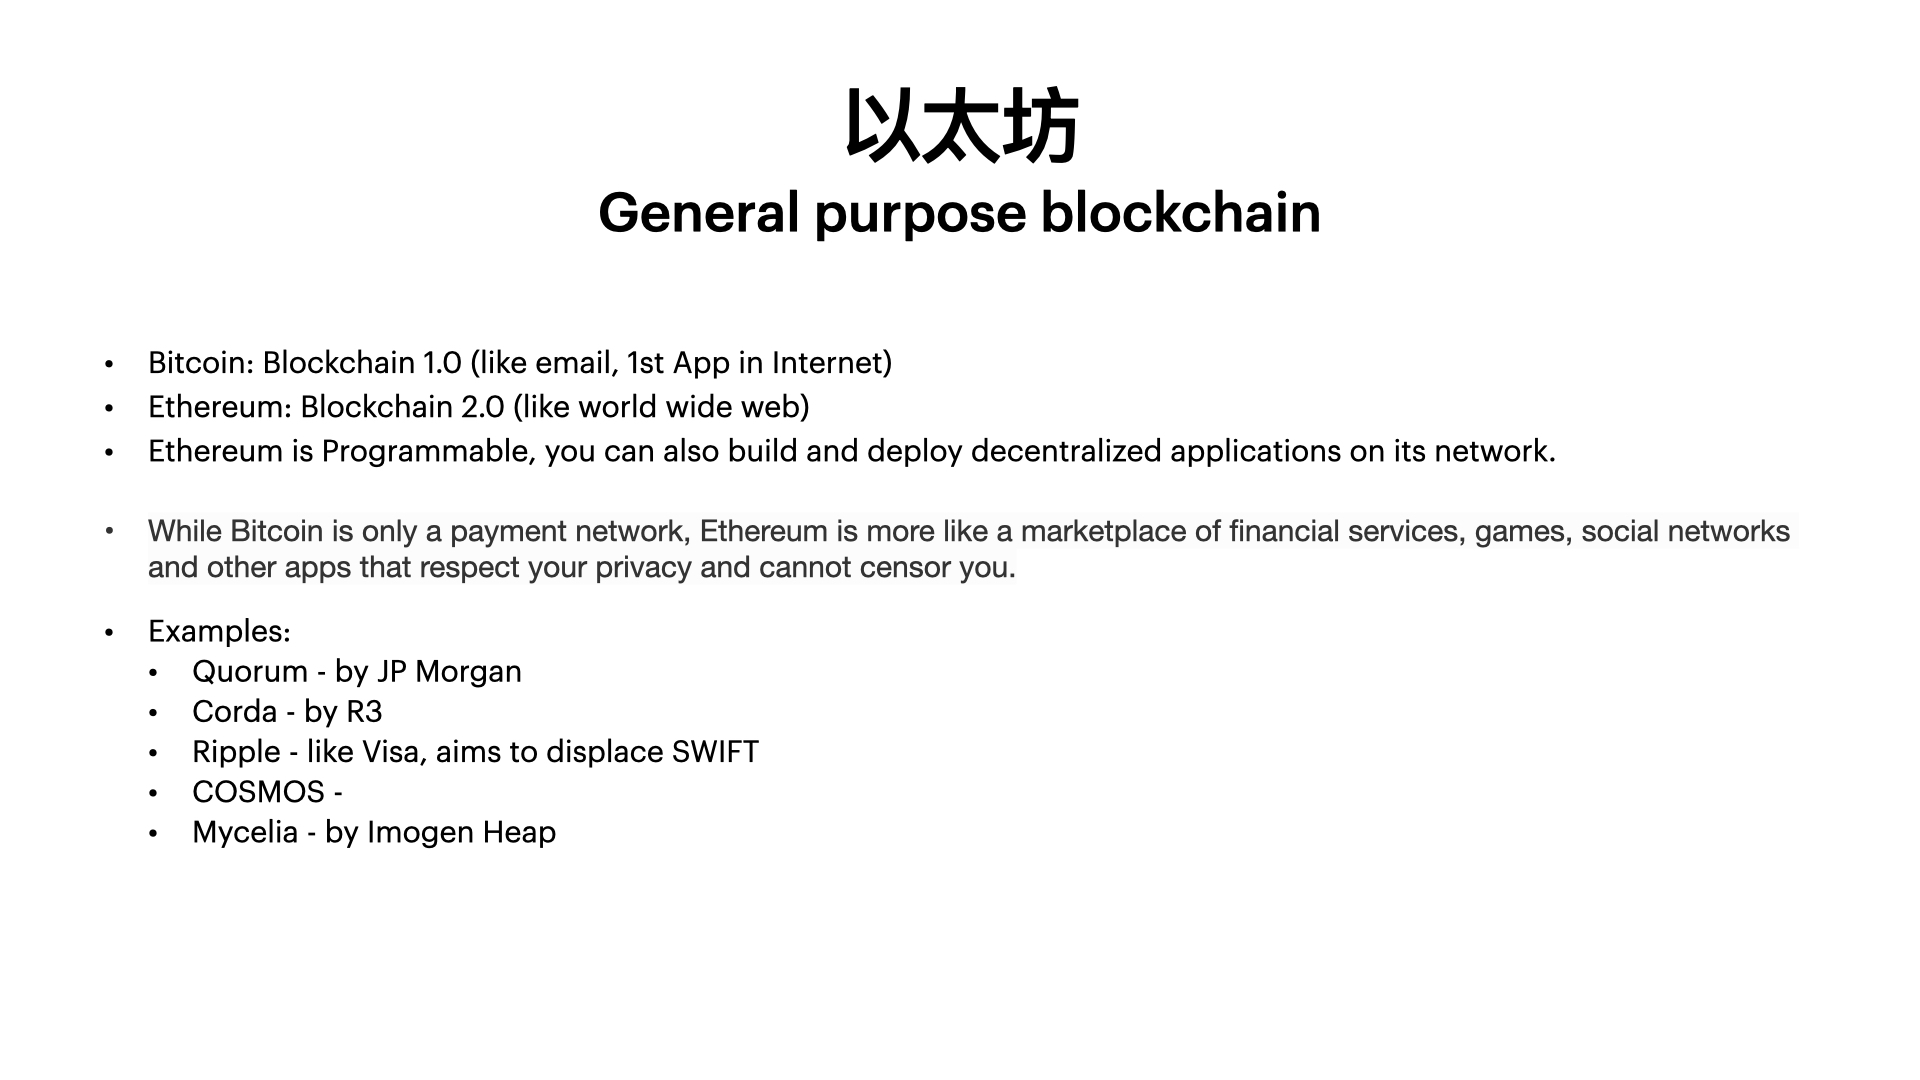 以太坊
General purpose blockchain
• Bitcoin: Blockchain 1.0 (like email, 1st App in Internet)
• Ethereum: Blockchain 2.0 (like world wide web)
• Ethereum is Programmable, you can also build and deploy decentralized applications on its network.
• While Bitcoin is only a payment network, Ethereum is more like a marketplace of financial services, games, social networks
and other apps that respect your privacy and cannot censor you.
• Examples:
• Quorum - by JP Morgan
• Corda - by R3
• Ripple - like Visa, aims to displace SWIFT
• COSMOS -
• Mycelia - by Imogen Heap